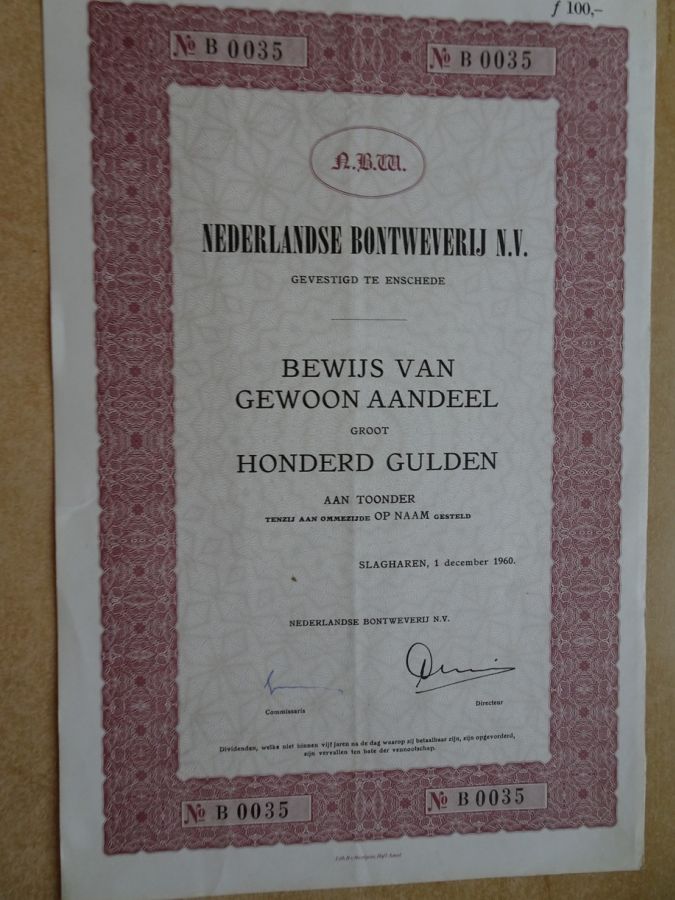 ƒ 100,–
№ B 0035
№ B 0035
N.B.W.
NEDERLANDSE BONTWEVERIJ N.V.
GEVESTIGD TE ENSCHEDE
BEWIJS VAN
GEWOON AANDEEL
GROOT
HONDERD GULDEN
AAN TOONDER
TENZIJ AAN OMMEZIJDE OP NAAM GESTELD
SLAGHAREN, 1 december 1960.
NEDERLANDSE BONTWEVERIJ N.V.
Commissaris
Directeur
Dividenden, welke niet binnen vijf jaren na de dag waarop zij betaalbaar zijn, zijn opgevorderd,
zijn vervallen ten bate der vennootschap.
№ B 0035
№ B 0035